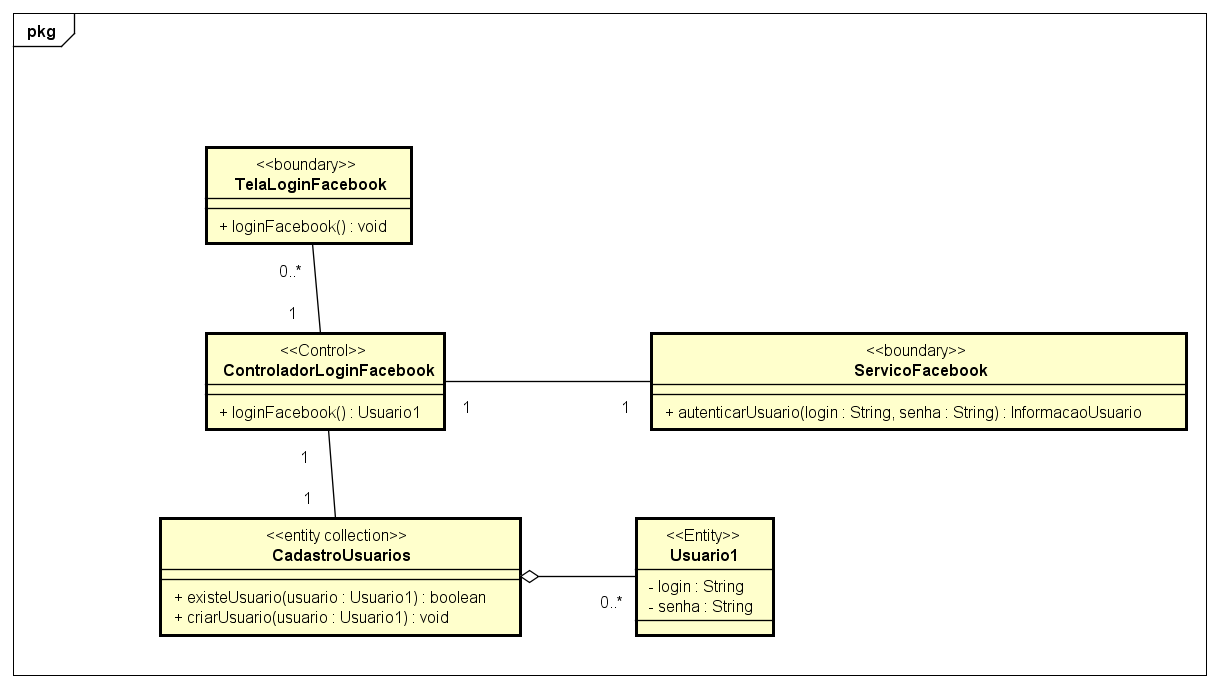 pkg
<<boundary>>
TelaLoginFacebook
+ loginFacebook() : void
0..*
1
<<Control>>
ControladorLoginFacebook
+ loginFacebook() : Usuario1
1
1
<<boundary>>
ServicoFacebook
+ autenticarUsuario(login : String, senha : String) : InformacaoUsuario
1
1
<<entity collection>>
CadastroUsuarios
+ existeUsuario(usuario : Usuario1) : boolean
+ criarUsuario(usuario : Usuario1) : void
0..*
<<Entity>>
Usuario1
- login : String
- senha : String